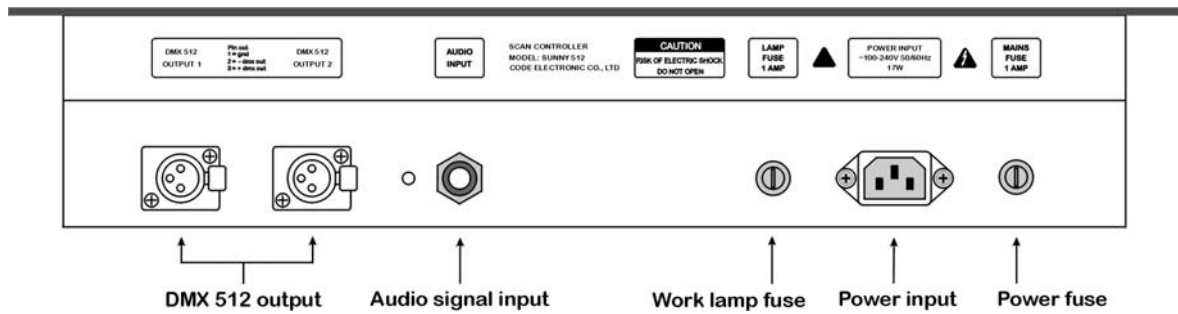 DMX 512
OUTPUT 1
Pin out
1 = gnd
2 = - dmx out
3 = + dmx out
DMX 512
OUTPUT 2
AUDIO
INPUT
SCAN CONTROLLER
MODEL: SUNNY 512
CODE ELECTRONIC CO., LTD
CAUTION
RISK OF ELECTRIC SHOCK
DO NOT OPEN
LAMP
FUSE
1 AMP
POWER INPUT
~100-240V 50/60Hz
17W
MAINS
FUSE
1 AMP
DMX 512 output
Audio signal input
Work lamp fuse
Power input
Power fuse